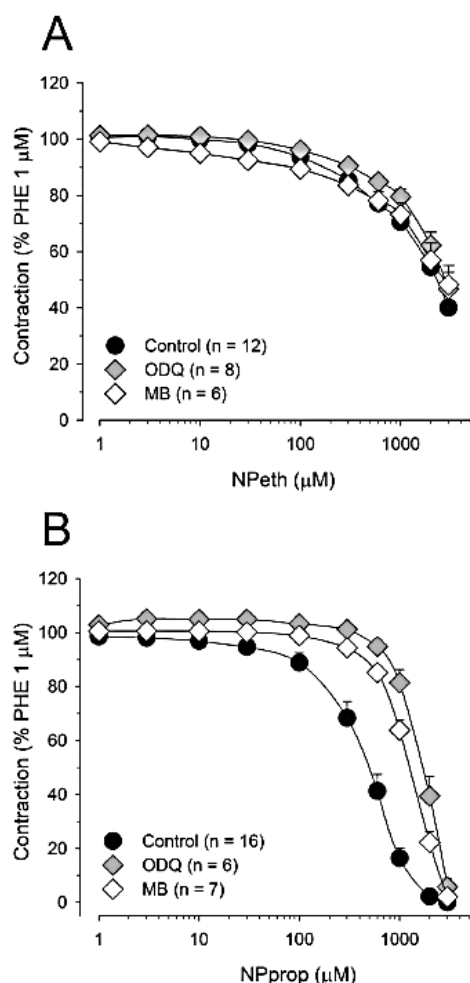 A
Contraction (% PHE 1 μM)
120
100
80
60
40
20
0
Control (n = 12)
ODQ (n = 8)
MB (n = 6)
1 10 100 1000
NPeth (μM)
B
Contraction (% PHE 1 μM)
120
100
80
60
40
20
0
Control (n = 16)
ODQ (n = 6)
MB (n = 7)
1 10 100 1000
NPprop (μM)